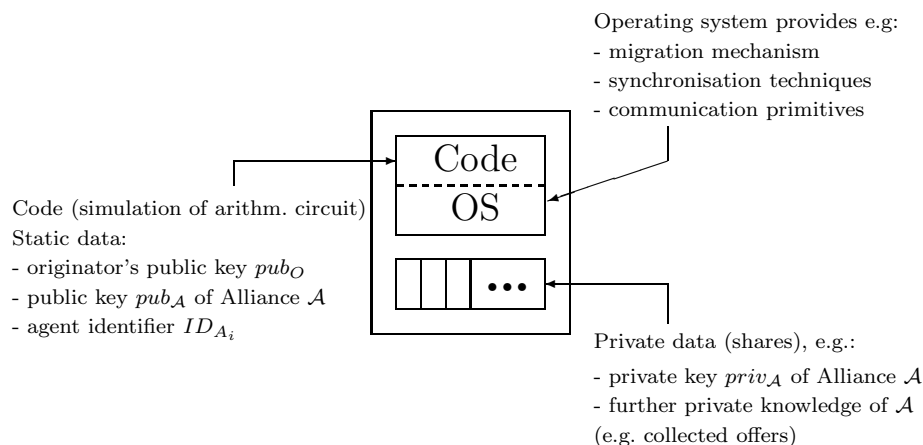 Operating system provides e.g:
- migration mechanism
- synchronisation techniques
- communication primitives
Code
OS
Code (simulation of arithm. circuit)
Static data:
- originator's public key pub_O
- public key pub_𝒜 of Alliance 𝒜
- agent identifier ID_{A_i}
•••
Private data (shares), e.g.:
- private key priv_𝒜 of Alliance 𝒜
- further private knowledge of 𝒜
(e.g. collected offers)